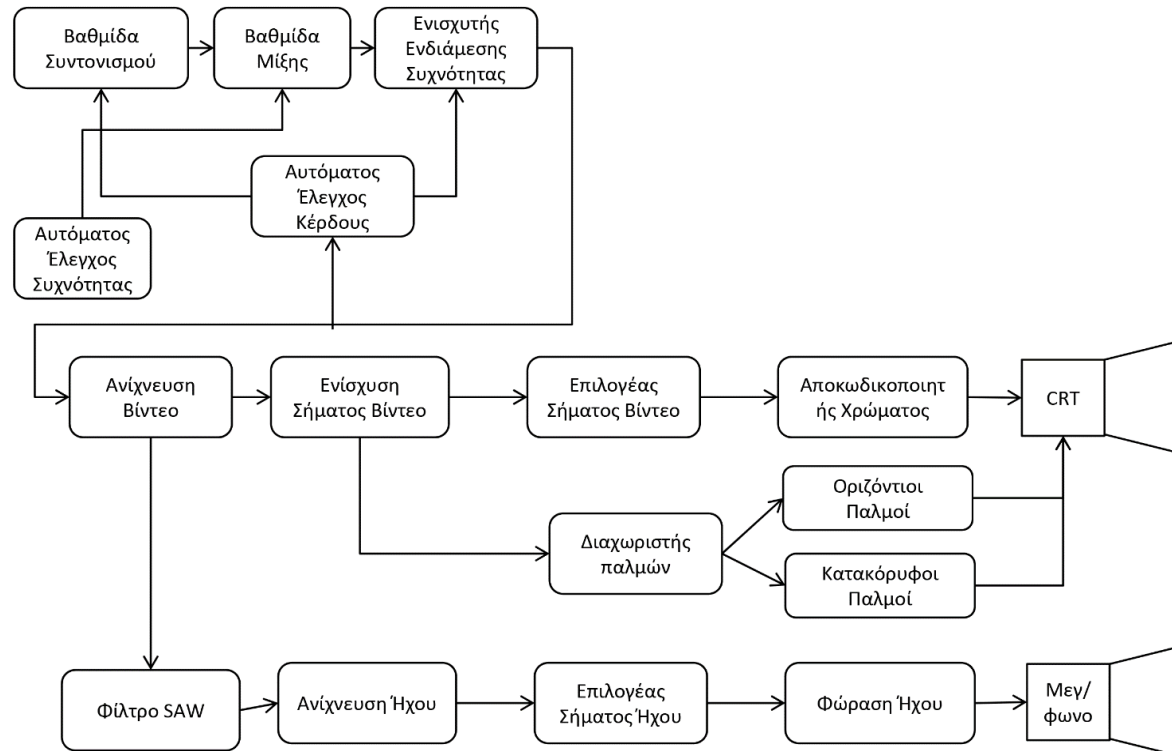 Βαθμίδα
Συντονισμού
Βαθμίδα
Μίξης
Ενισχυτής
Ενδιάμεσης
Συχνότητας
Αυτόματος
Έλεγχος
Κέρδους
Αυτόματος
Έλεγχος
Συχνότητας
Ανίχνευση
Βίντεο
Ενίσχυση
Σήματος Βίντεο
Επιλογέας
Σήματος Βίντεο
Αποκωδικοποιητ
ής Χρώματος
CRT
Οριζόντιοι
Παλμοί
Διαχωριστής
παλμών
Κατακόρυφοι
Παλμοί
Φίλτρο SAW
Ανίχνευση Ήχου
Επιλογέας
Σήματος Ήχου
Φώραση Ήχου
Μεγ/
φωνο